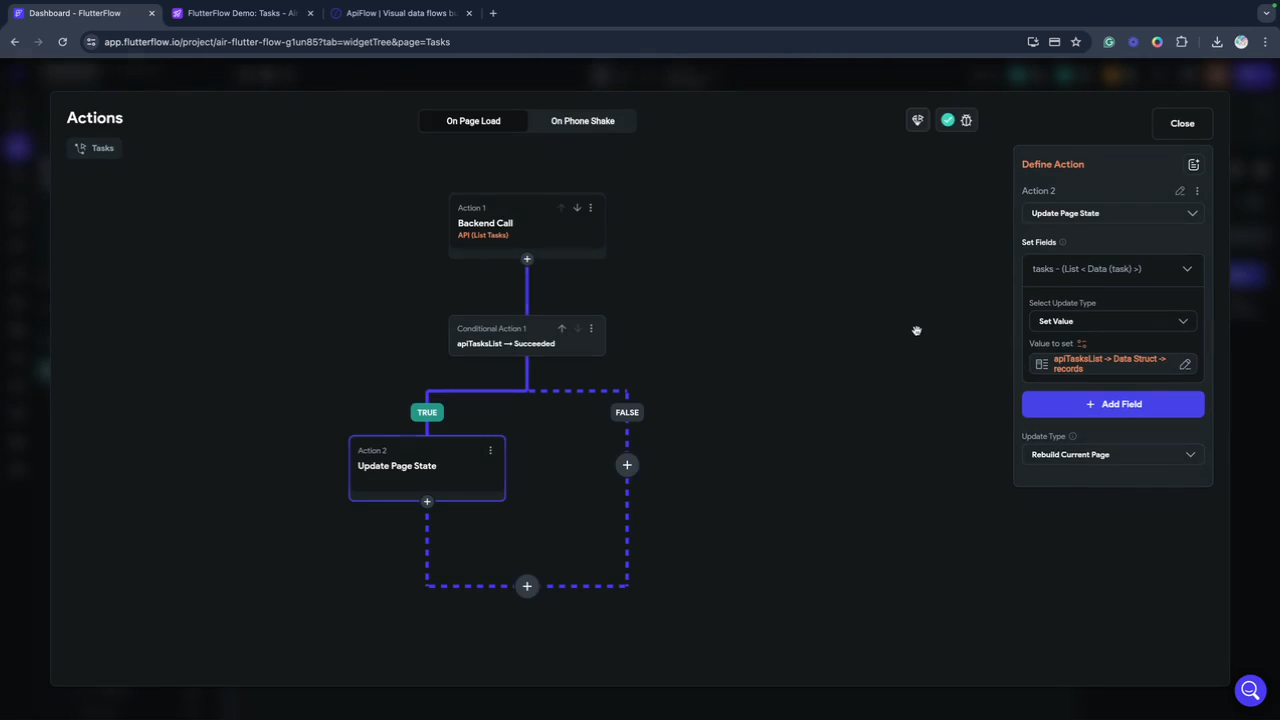 Dashboard - FlutterFlow
FlutterFlow Demo: Tasks - Ai
ApiFlow | Visual data flows bu
app.flutterflow.io/project/air-flutter-flow-g1un85?tab=widgetTree&page=Tasks
Actions
On Page Load
On Phone Shake
Close
Tasks
Define Action
Action 2
Update Page State
Set Fields
tasks - (List < Data (task) >)
Select Update Type
Set Value
Value to set
apiTasksList -> Data Struct ->
records
Add Field
Update Type
Rebuild Current Page
Action 1
Backend Call
API (List Tasks)
Conditional Action 1
apiTasksList → Succeeded
TRUE
FALSE
Action 2
Update Page State